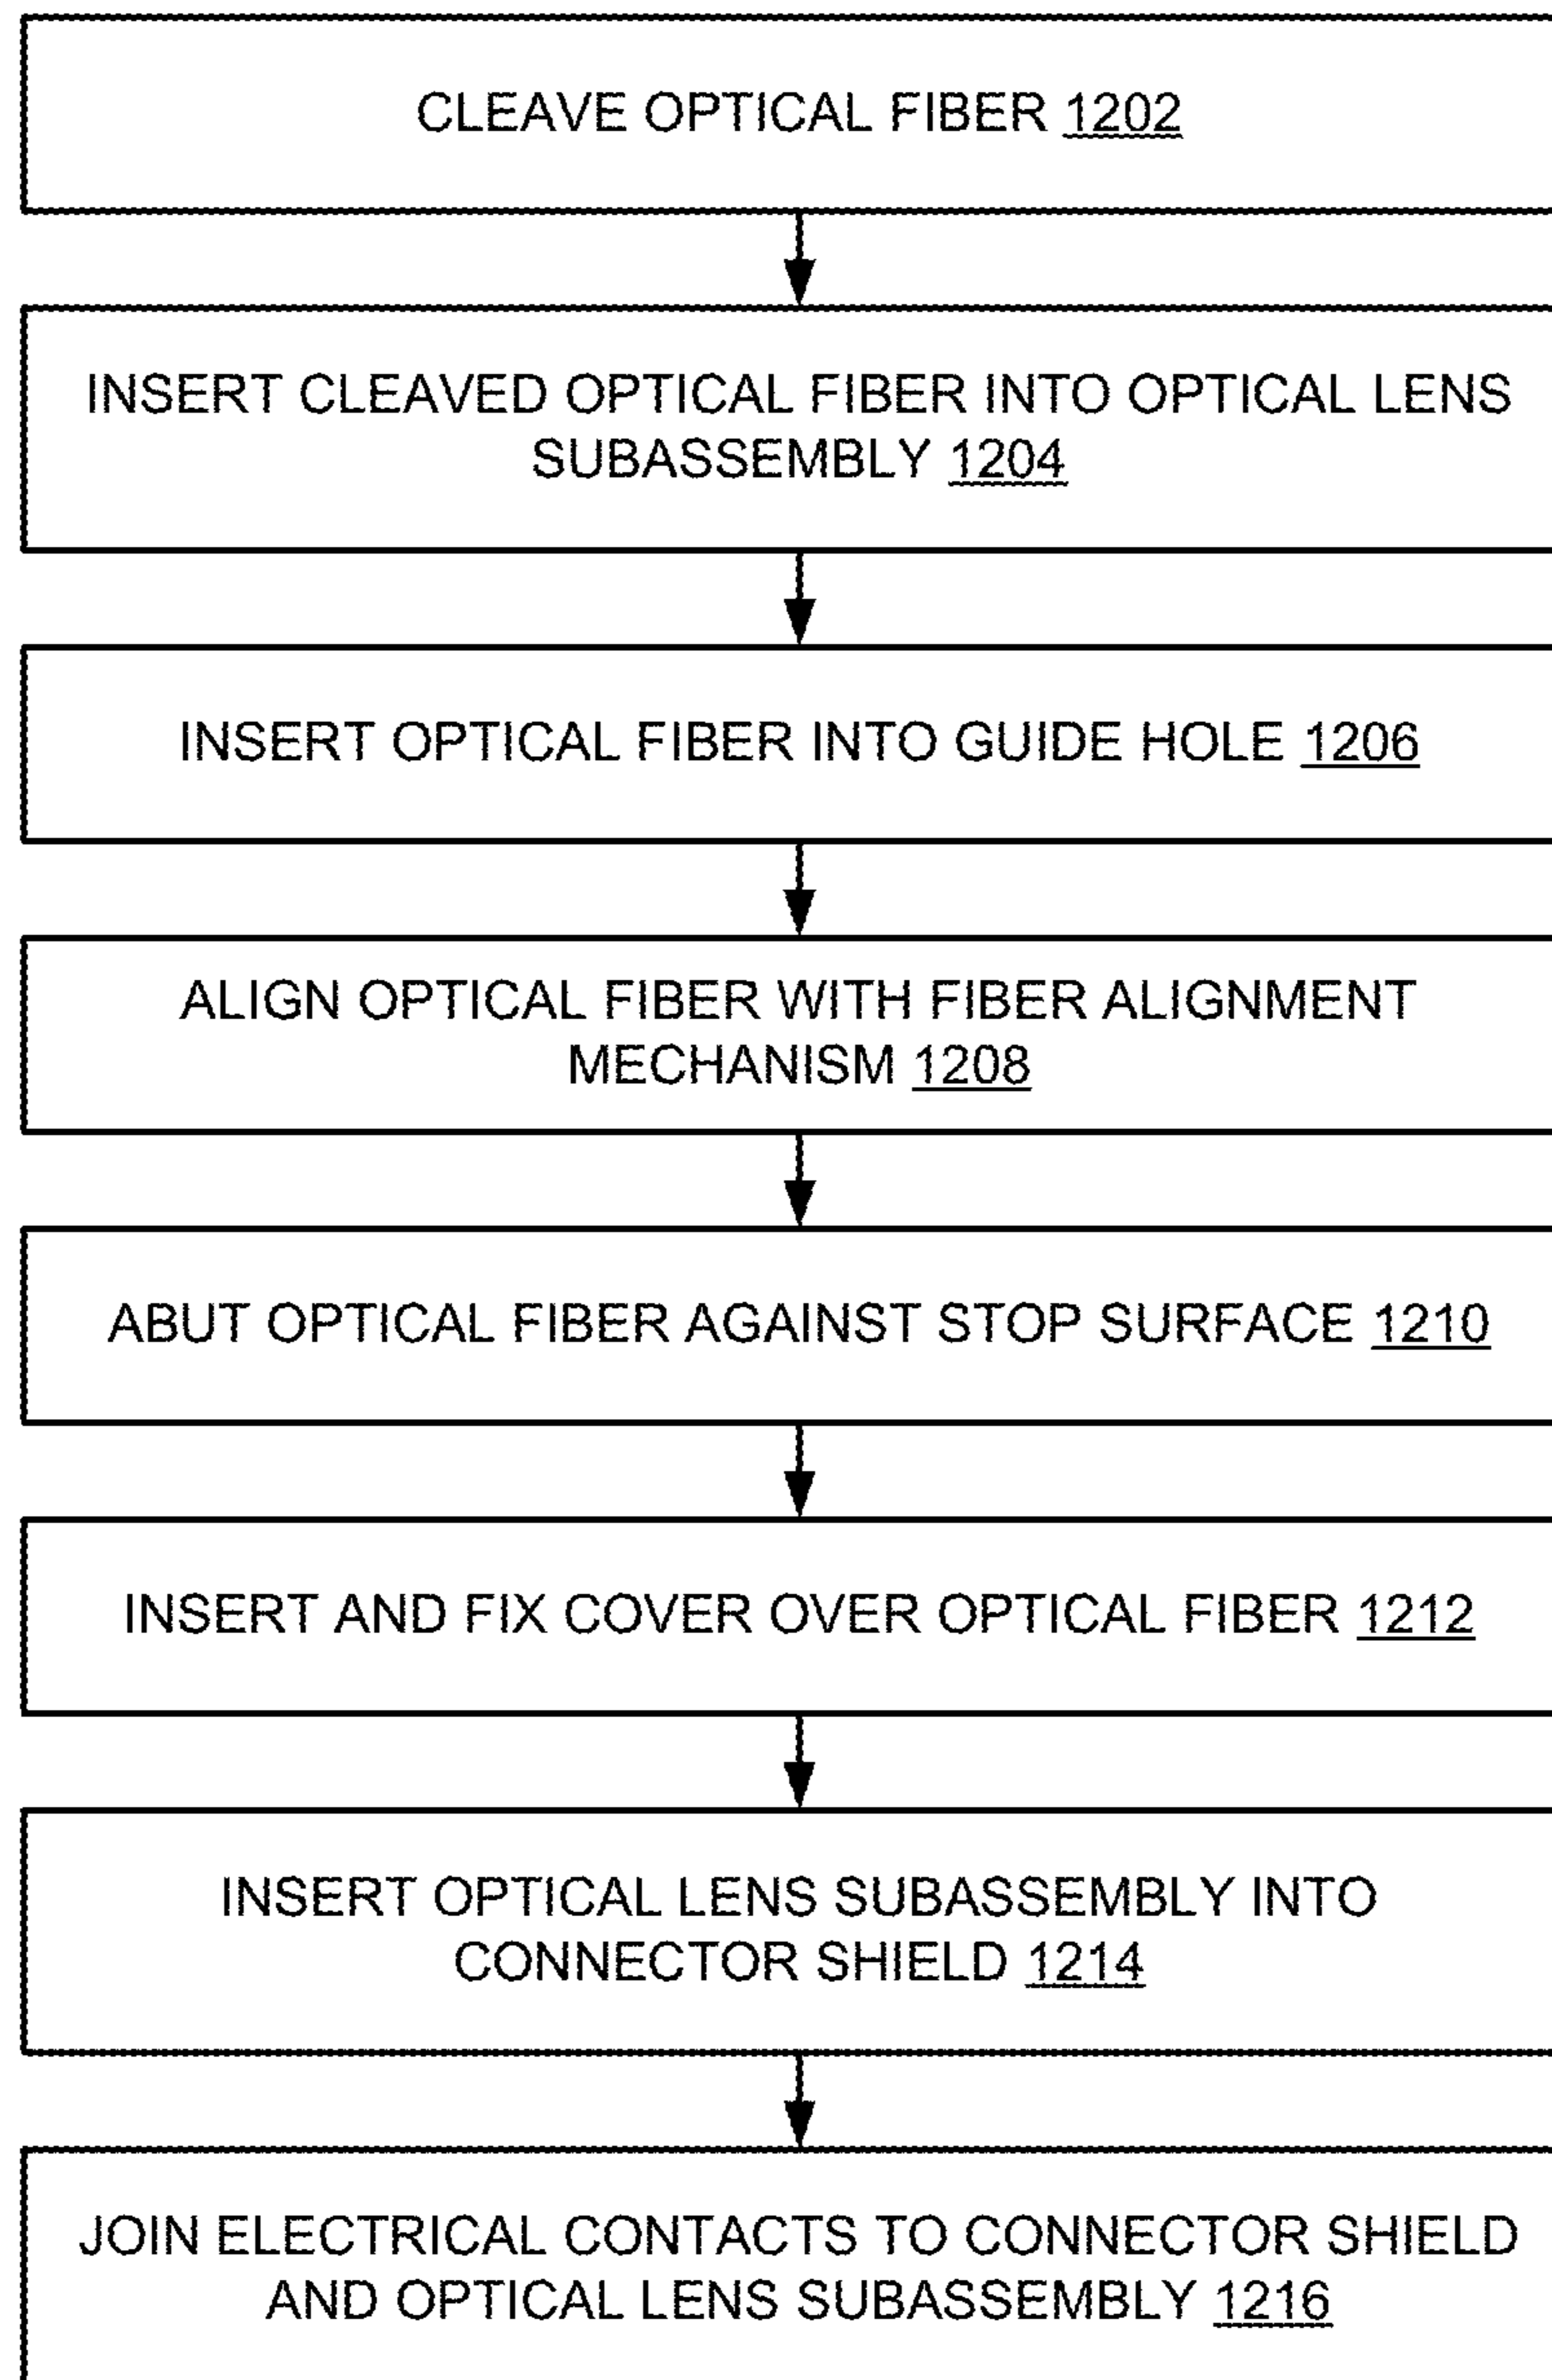 CLEAVE OPTICAL FIBER 1202
INSERT CLEAVED OPTICAL FIBER INTO OPTICAL LENS
SUBASSEMBLY 1204
INSERT OPTICAL FIBER INTO GUIDE HOLE 1206
ALIGN OPTICAL FIBER WITH FIBER ALIGNMENT
MECHANISM 1208
ABUT OPTICAL FIBER AGAINST STOP SURFACE 1210
INSERT AND FIX COVER OVER OPTICAL FIBER 1212
INSERT OPTICAL LENS SUBASSEMBLY INTO
CONNECTOR SHIELD 1214
JOIN ELECTRICAL CONTACTS TO CONNECTOR SHIELD
AND OPTICAL LENS SUBASSEMBLY 1216